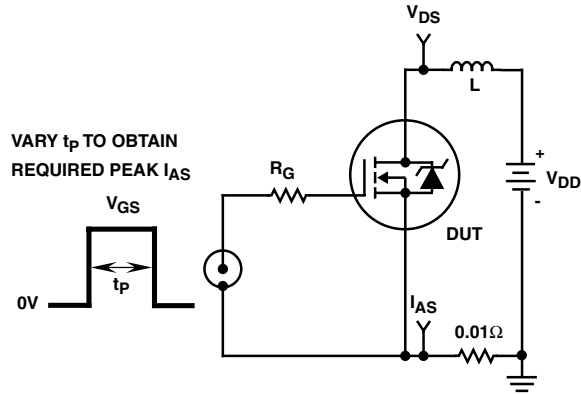 VDS
L
VARY tP TO OBTAIN
REQUIRED PEAK IAS
RG
+
VDD
-
VGS
DUT
tP
0V
IAS
0.01Ω